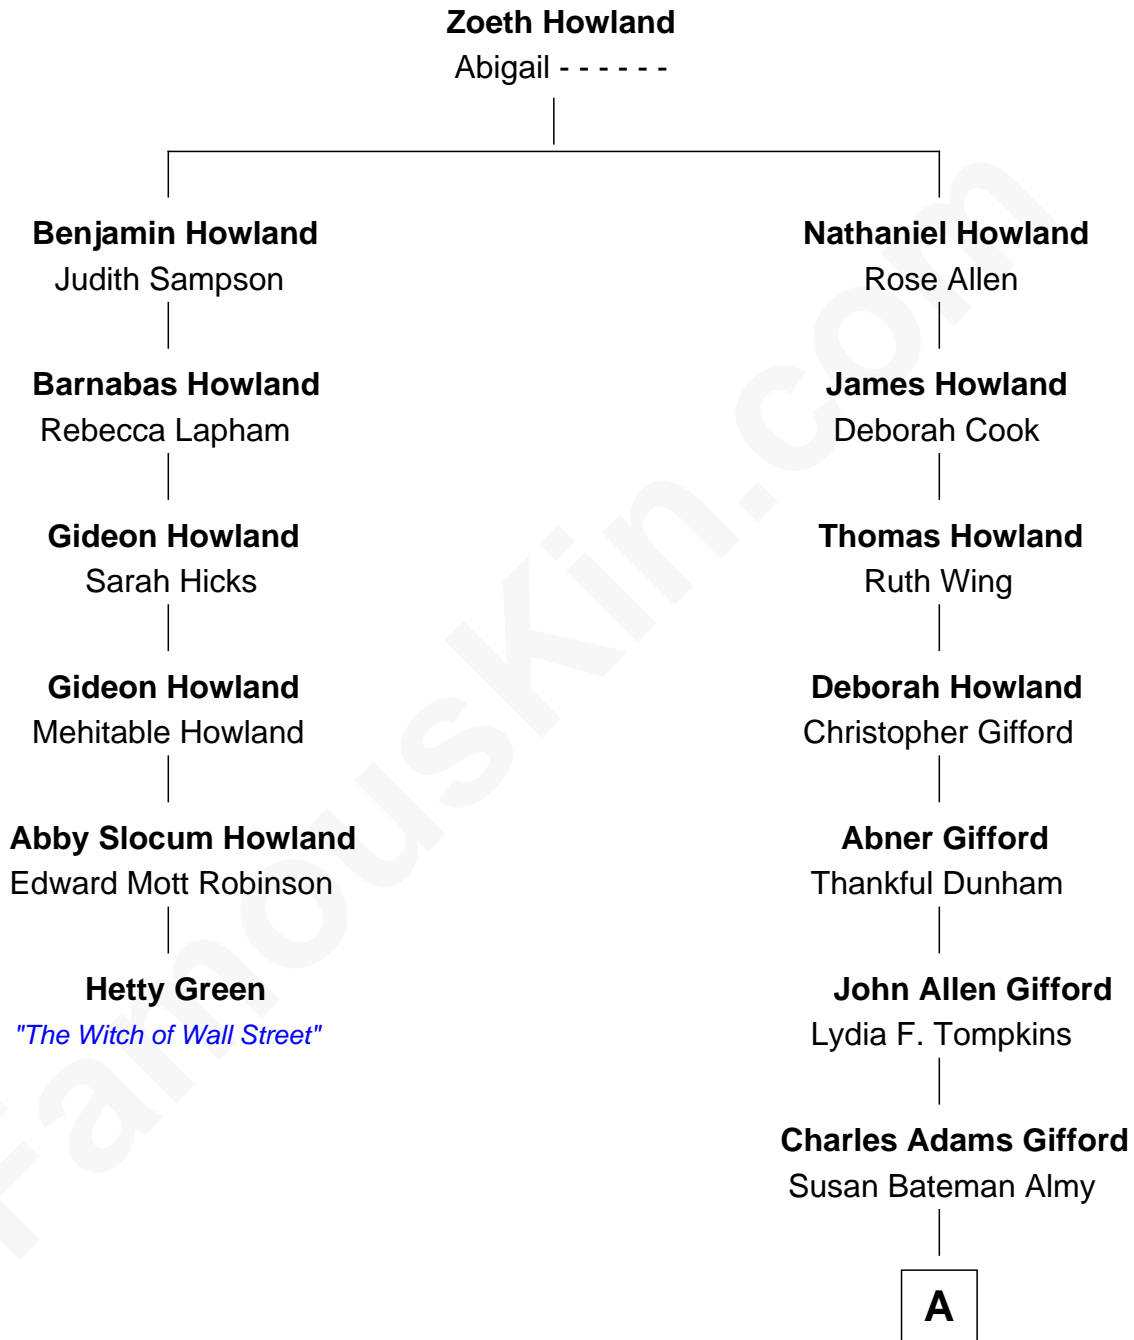 Zoeth Howland
Abigail - - - - - -
Benjamin Howland
Judith Sampson
Nathaniel Howland
Rose Allen
Barnabas Howland
Rebecca Lapham
James Howland
Deborah Cook
Gideon Howland
Sarah Hicks
Thomas Howland
Ruth Wing
Gideon Howland
Mehitable Howland
Deborah Howland
Christopher Gifford
Abby Slocum Howland
Edward Mott Robinson
Abner Gifford
Thankful Dunham
Hetty Green
"The Witch of Wall Street"
John Allen Gifford
Lydia F. Tompkins
Charles Adams Gifford
Susan Bateman Almy
A
FamousKin.com